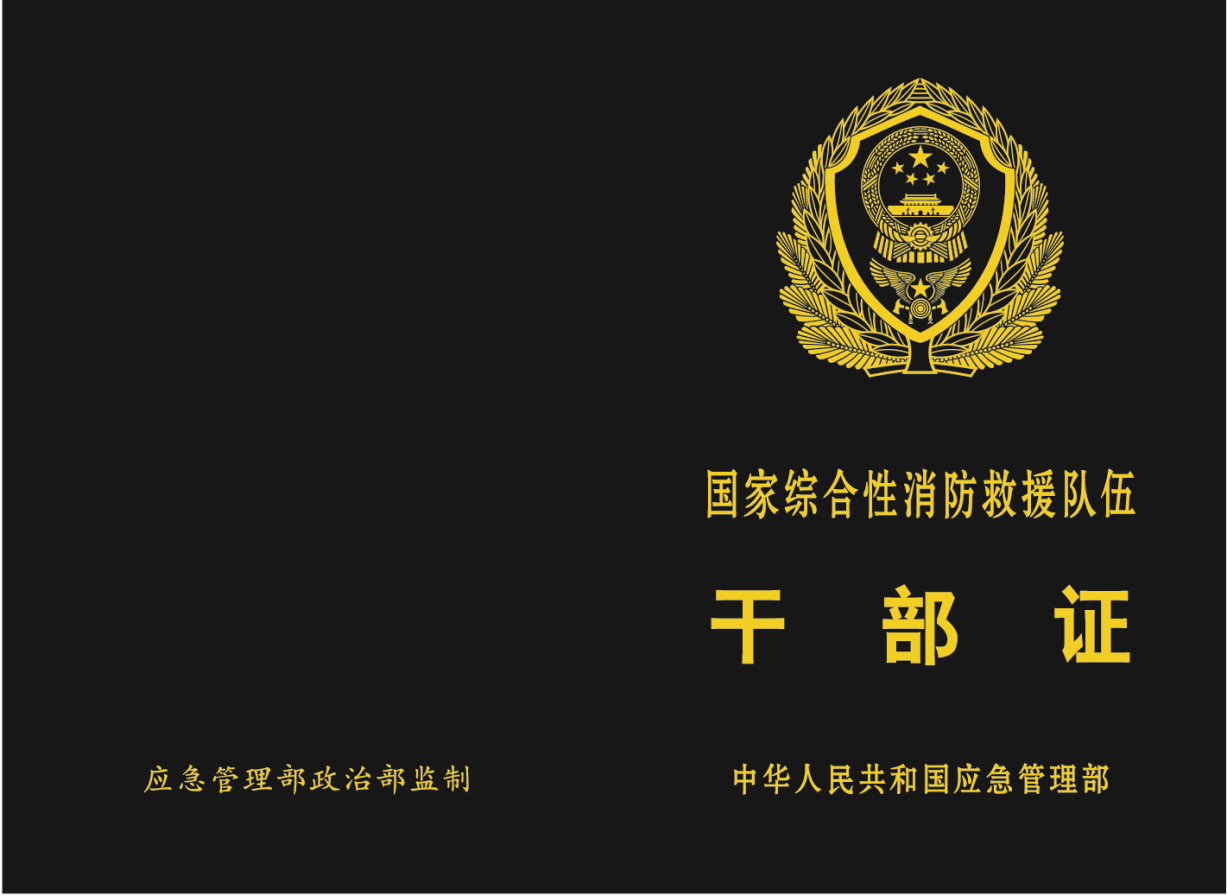 国家综合性消防救援队伍
干部证
应急管理部政治部监制
中华人民共和国应急管理部